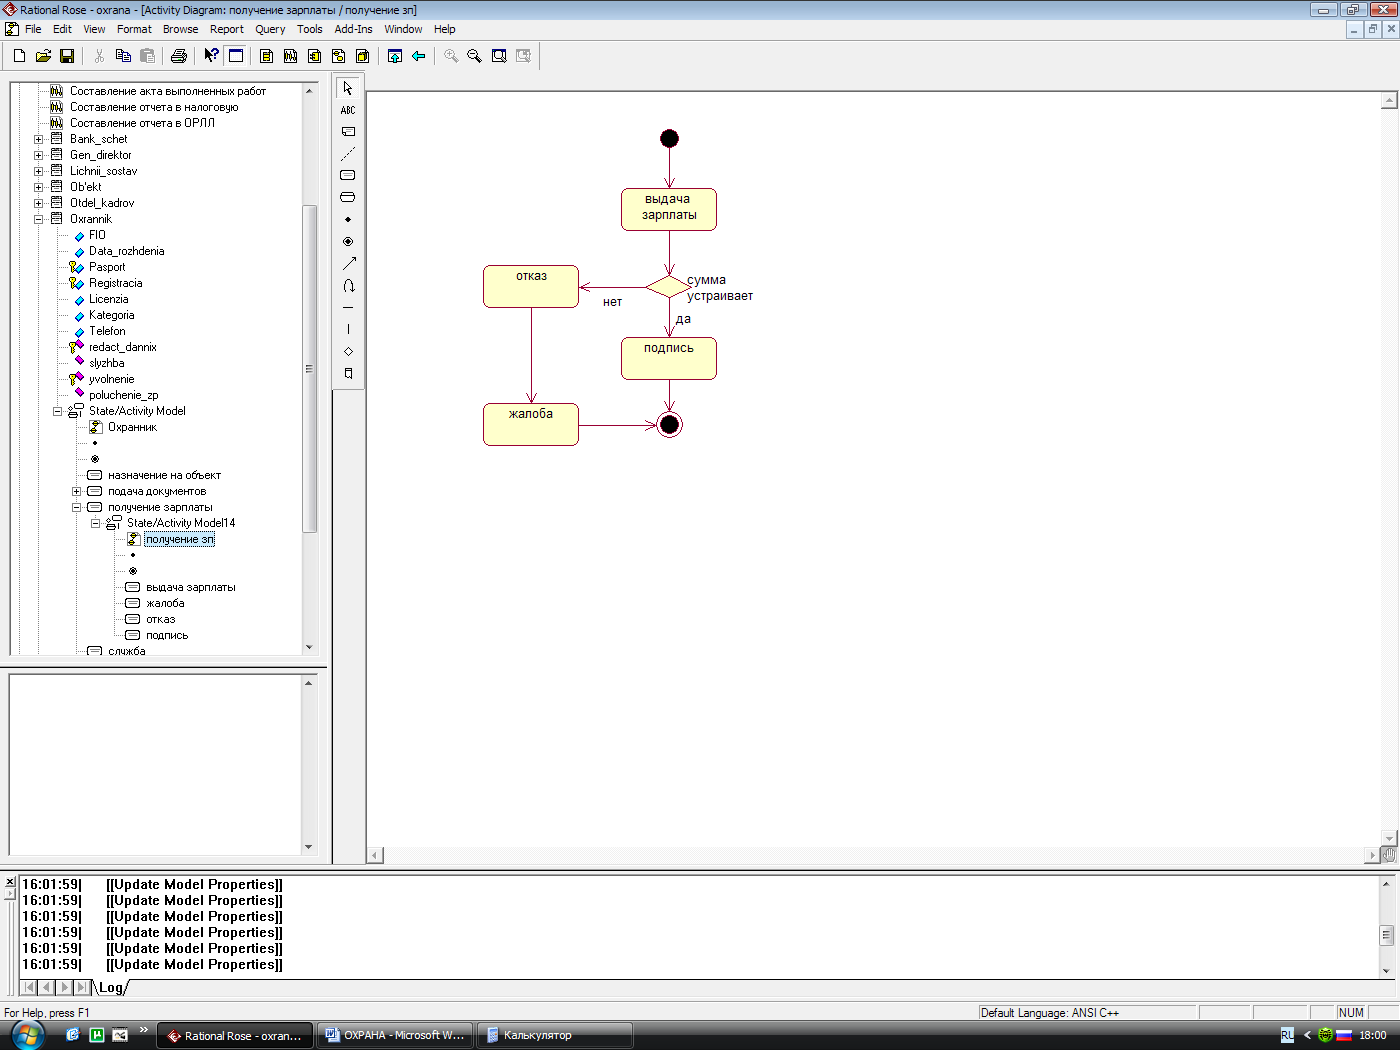 Rational Rose - oxrana - [Activity Diagram: получение зарплаты / получение зп]
File Edit View Format Browse Report Query Tools Add-Ins Window Help
Составление акта выполненных работ
Составление отчета в налоговую
Составление отчета в ОРЛЛ
Bank_schet
Gen_direktor
Lichnii_sostav
Ob'ekt
Otdel_kadrov
Oxrannik
FIO
Data_rozhdenia
Pasport
Registracia
Licenzia
Kategoria
Telefon
redact_dannix
slyzhba
yvolnenie
poluchenie_zp
State/Activity Model
Охранник
назначение на объект
подача документов
получение зарплаты
State/Activity Model14
получение зп
выдача зарплаты
жалоба
отказ
подпись
служба
ABC
выдача
зарплаты
отказ
сумма
устраивает
нет
да
подпись
жалоба
16:01:59| [[Update Model Properties]]
16:01:59| [[Update Model Properties]]
16:01:59| [[Update Model Properties]]
16:01:59| [[Update Model Properties]]
16:01:59| [[Update Model Properties]]
16:01:59| [[Update Model Properties]]
Log
For Help, press F1
Default Language: ANSI C++
NUM
Rational Rose - oxran...
ОХРАНА - Microsoft W...
Калькулятор
RU
18:00